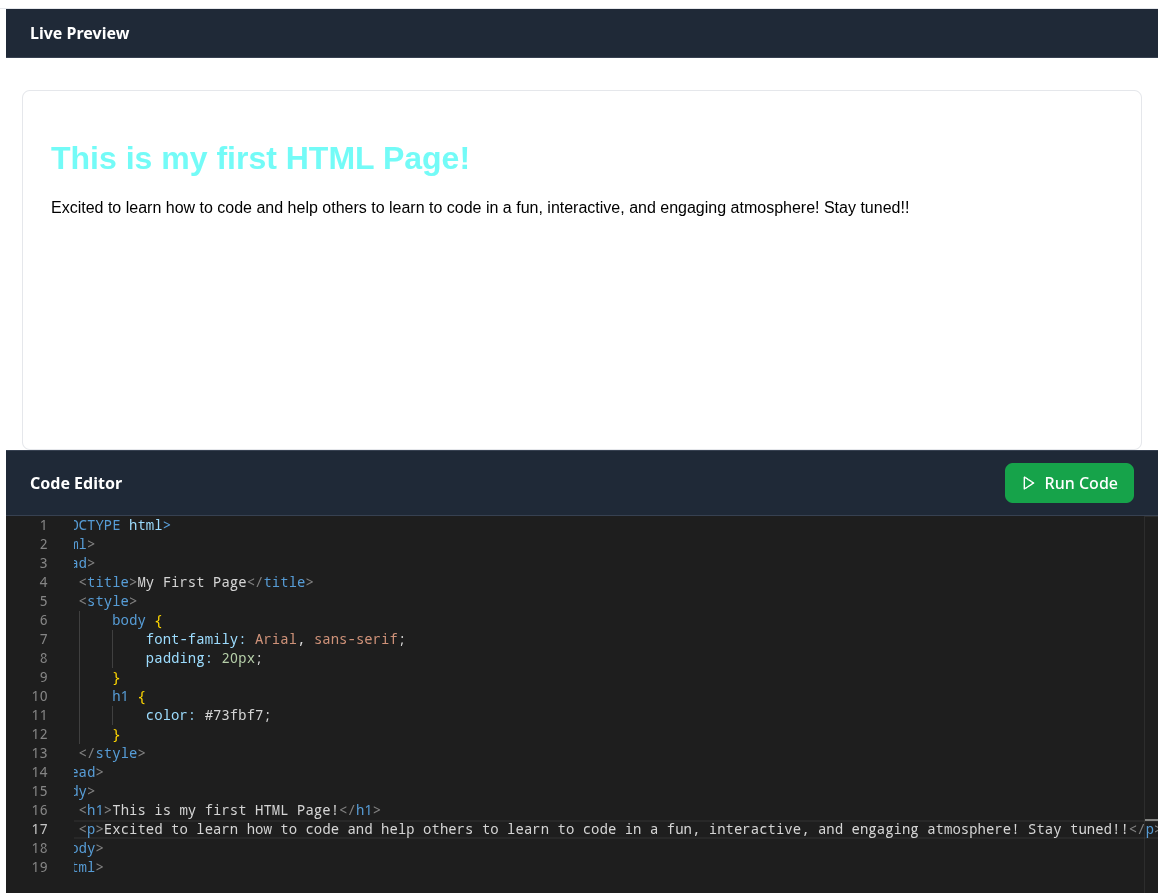 Live Preview
This is my first HTML Page!
Excited to learn how to code and help others to learn to code in a fun, interactive, and engaging atmosphere! Stay tuned!!
Code Editor
Run Code
1 OCTYPE html>
2 ml>
3 ad>
4 <title>My First Page</title>
5 <style>
6 body {
7 font-family: Arial, sans-serif;
8 padding: 20px;
9 }
10 h1 {
11 color: #73fbf7;
12 }
13 </style>
14 ead>
15 dy>
16 <h1>This is my first HTML Page!</h1>
17 <p>Excited to learn how to code and help others to learn to code in a fun, interactive, and engaging atmosphere! Stay tuned!!</p>
18 ody>
19 tml>